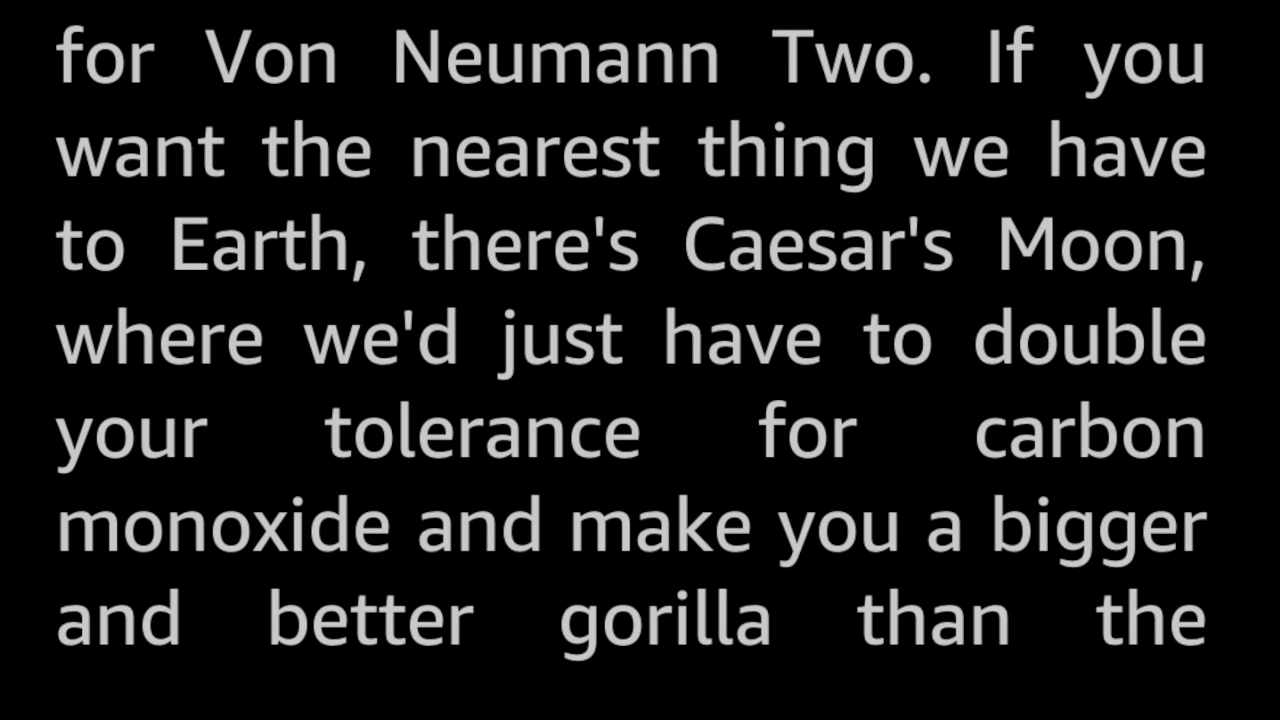 for Von Neumann Two. If you
want the nearest thing we have
to Earth, there's Caesar's Moon,
where we'd just have to double
your tolerance for carbon
monoxide and make you a bigger
and better gorilla than the